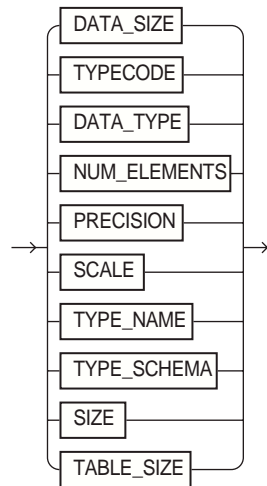 DATA_SIZE
TYPECODE
DATA_TYPE
NUM_ELEMENTS
PRECISION
SCALE
TYPE_NAME
TYPE_SCHEMA
SIZE
TABLE_SIZE